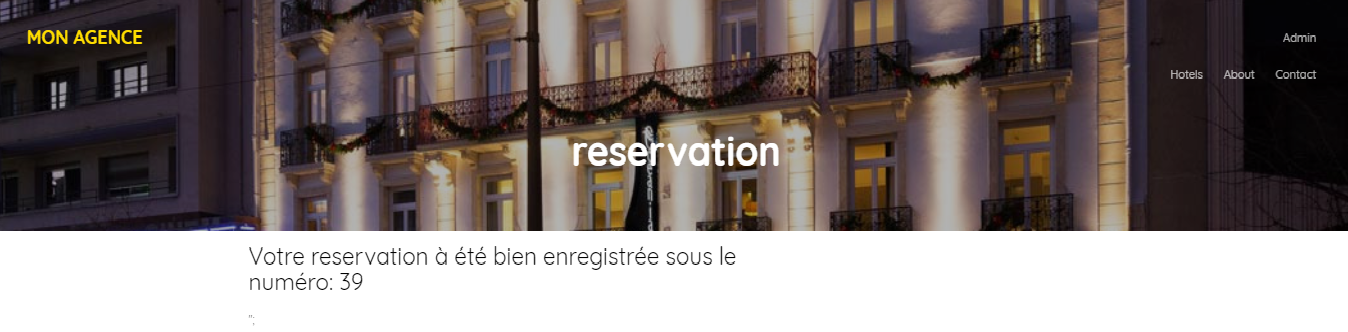 MON AGENCE
Admin
Hotels About Contact
reservation
Votre reservation à été bien enregistrée sous le
numéro: 39
";